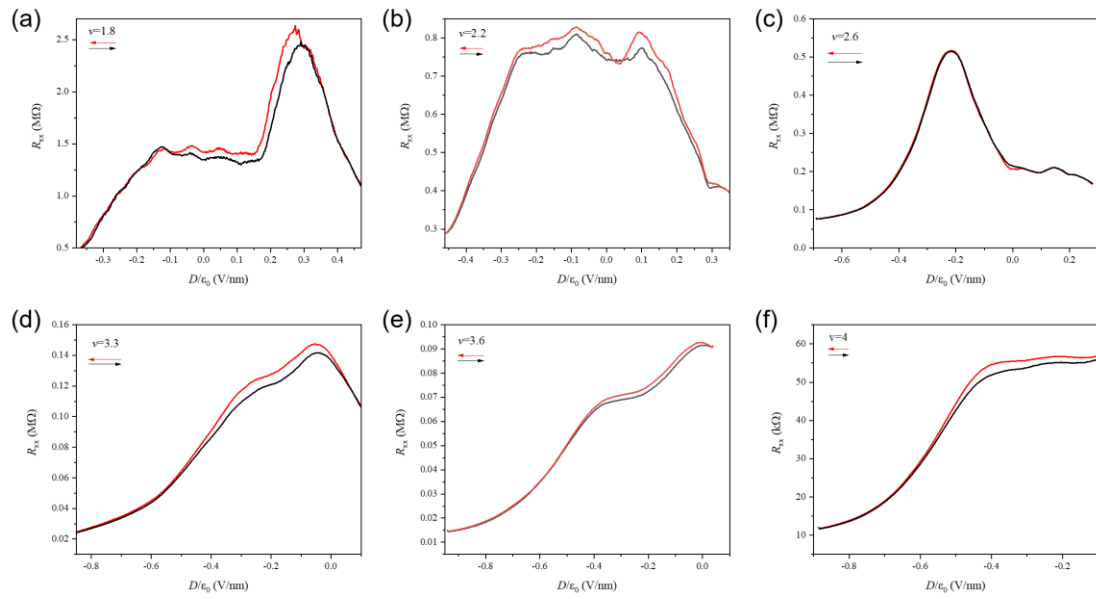 (a)
ν=1.8
2.5
2.0
1.5
1.0
0.5
Rxx (MΩ)
-0.3 -0.2 -0.1 0.0 0.1 0.2 0.3 0.4
D/ε0 (V/nm)
(b)
ν=2.2
0.8
0.7
0.6
0.5
0.4
0.3
Rxx (MΩ)
-0.4 -0.3 -0.2 -0.1 0.0 0.1 0.2 0.3
D/ε0 (V/nm)
(c)
ν=2.6
0.6
0.5
0.4
0.3
0.2
0.1
0.0
Rxx (MΩ)
-0.6 -0.4 -0.2 0.0 0.2
D/ε0 (V/nm)
(d)
ν=3.3
0.16
0.14
0.12
0.10
0.08
0.06
0.04
0.02
Rxx (MΩ)
-0.8 -0.6 -0.4 -0.2 0.0
D/ε0 (V/nm)
(e)
ν=3.6
0.10
0.09
0.08
0.07
0.06
0.05
0.04
0.03
0.02
0.01
Rxx (MΩ)
-0.8 -0.6 -0.4 -0.2 0.0
D/ε0 (V/nm)
(f)
ν=4
60
50
40
30
20
10
Rxx (kΩ)
-0.8 -0.6 -0.4 -0.2
D/ε0 (V/nm)